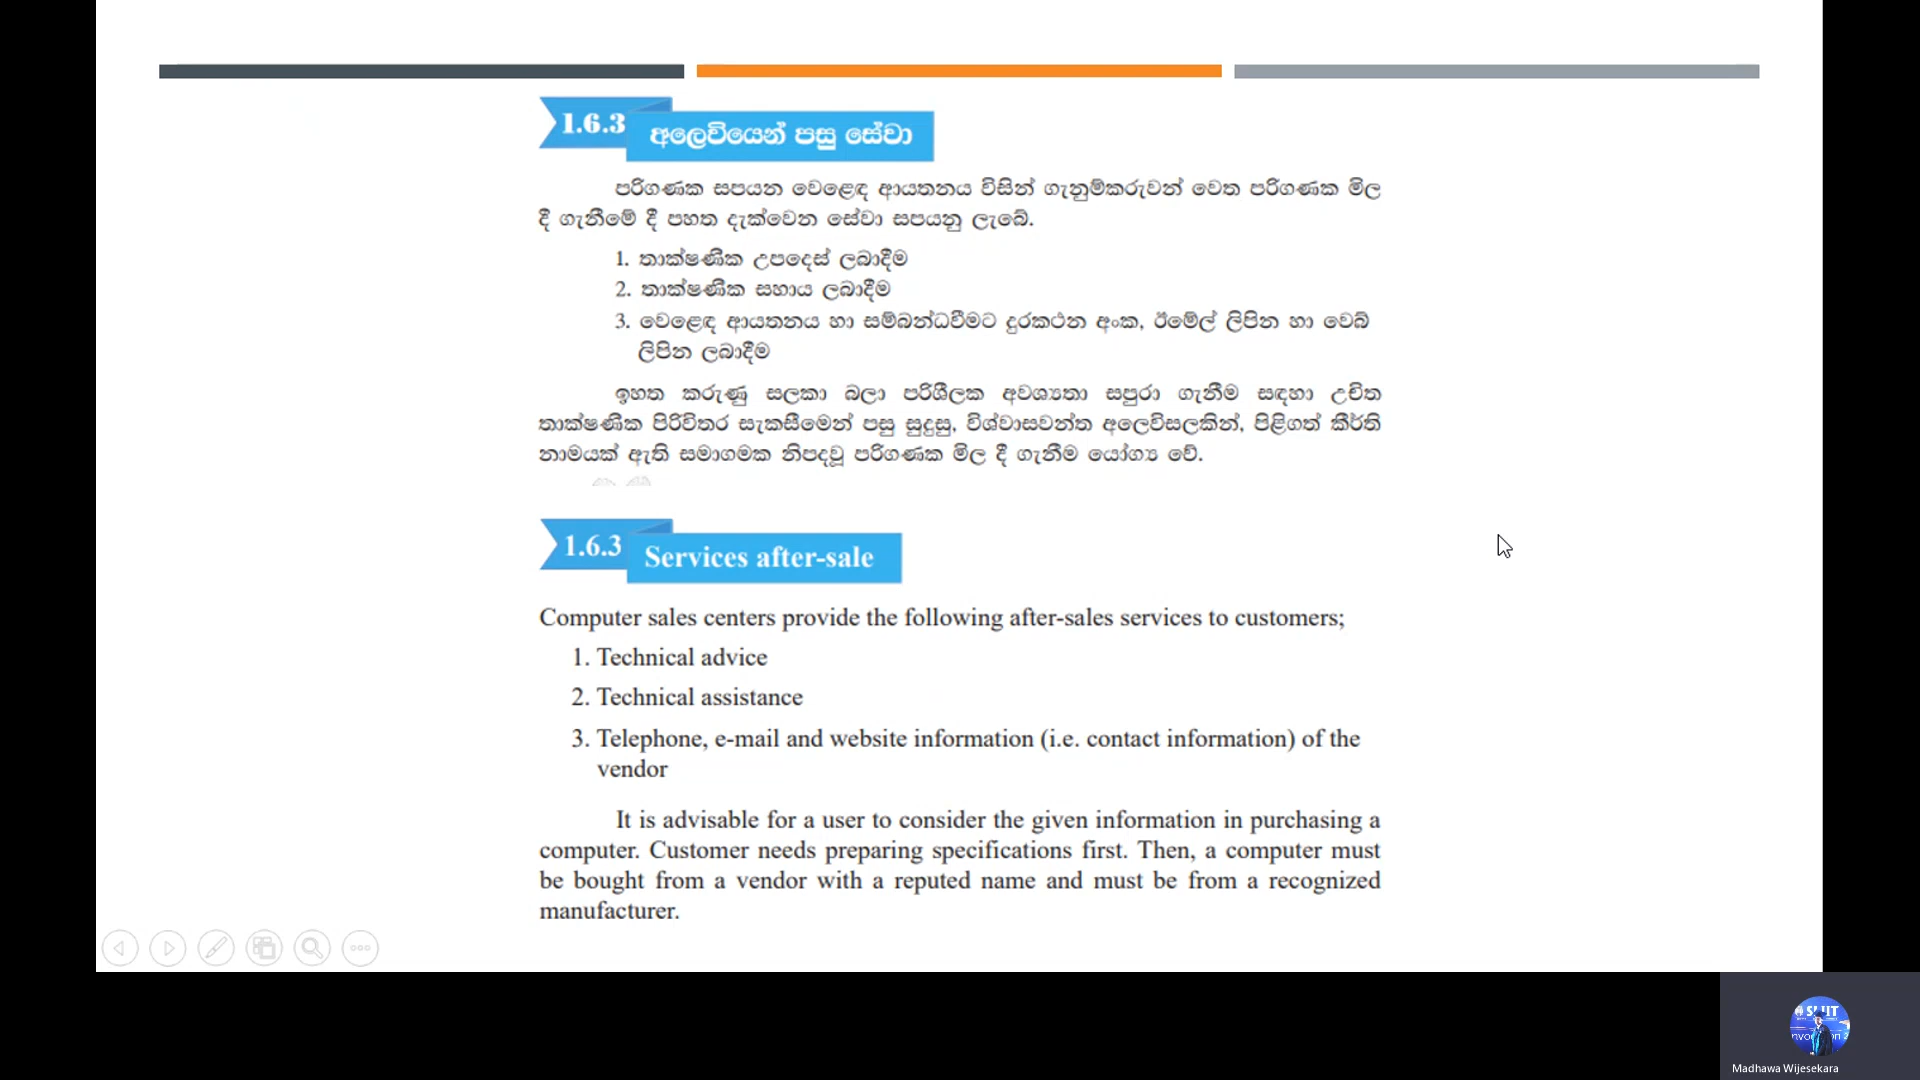 1.6.3 අලෙවියෙන් පසු සේවා
පරිගණක සපයන වෙළෙඳ ආයතනය විසින් ගැනුම්කරුවන් වෙත පරිගණක මිල
දී ගැනීමේ දී පහත දැක්වෙන සේවා සපයනු ලැබේ.
1. තාක්ෂණික උපදෙස් ලබාදීම
2. තාක්ෂණික සහාය ලබාදීම
3. වෙළෙඳ ආයතනය හා සම්බන්ධවීමට දුරකථන අංක, ඊමේල් ලිපින හා වෙබ්
ලිපින ලබාදීම
ඉහත කරුණු සලකා බලා පරිශීලක අවශ්‍යතා සපුරා ගැනීම සඳහා උචිත
තාක්ෂණික පිරිවිතර සැකසීමෙන් පසු සුදුසු, විශ්වාසවන්ත අලෙවිසලකින්, පිළිගත් කීර්ති
නාමයක් ඇති සමාගමක නිපදවූ පරිගණක මිල දී ගැනීම යෝග්‍ය වේ.
1.6.3 Services after-sale
Computer sales centers provide the following after-sales services to customers;
1. Technical advice
2. Technical assistance
3. Telephone, e-mail and website information (i.e. contact information) of the
vendor
It is advisable for a user to consider the given information in purchasing a
computer. Customer needs preparing specifications first. Then, a computer must
be bought from a vendor with a reputed name and must be from a recognized
manufacturer.
SLIIT
Madhawa Wijesekara